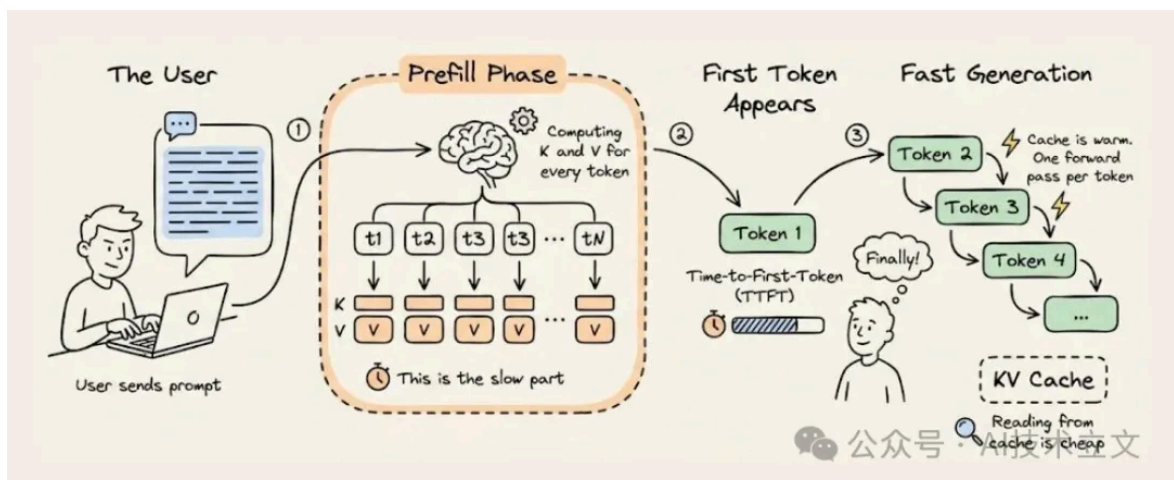 The User
①
User sends prompt
Prefill Phase
Computing
K and V for
every token
t1 t2 t3 t3 ... tN
K
V V V V V ... V
This is the slow part
②
First Token
Appears
Token 1
Time-to-First-Token
(TTFT)
Finally!
③
Fast Generation
Token 2
Token 3
Token 4
...
Cache is warm.
One forward
pass per token
KV Cache
Reading from
cache is cheap
公众号 · AI技术立文